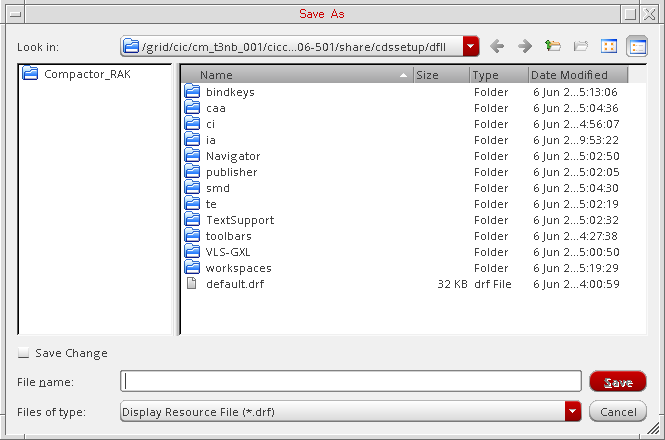 Save As
Look in: /grid/cic/cm_t3nb_001/cicc...06-501/share/cdssetup/dfII
Compactor_RAK
Name Size Type Date Modified
bindkeys Folder 6 Jun 2...5:13:06
caa Folder 6 Jun 2...5:04:36
ci Folder 6 Jun 2...4:56:07
ia Folder 6 Jun 2...9:53:22
Navigator Folder 6 Jun 2...5:02:50
publisher Folder 6 Jun 2...5:02:05
smd Folder 6 Jun 2...5:04:30
te Folder 6 Jun 2...5:02:19
TextSupport Folder 6 Jun 2...5:02:32
toolbars Folder 6 Jun 2...4:27:38
VLS-GXL Folder 6 Jun 2...5:00:50
workspaces Folder 6 Jun 2...5:19:29
default.drf 32 KB drf File 6 Jun 2...4:00:59
Save Change
File name: Save
Files of type: Display Resource File (*.drf) Cancel